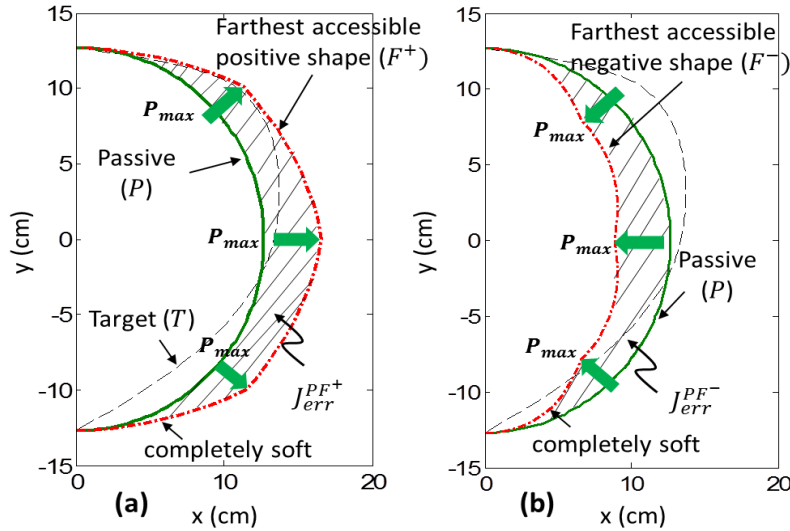 Farthest accessible
positive shape (F⁺)
P_max
Passive
(P)
P_max
Target (T)
P_max
J_err^{PF⁺}
completely soft
15
10
5
0
-5
-10
-15
y (cm)
0
10
20
(a)
x (cm)
Farthest accessible
negative shape (F⁻)
P_max
P_max
Passive
(P)
P_max
J_err^{PF⁻}
completely soft
15
10
5
0
-5
-10
-15
y (cm)
0
10
20
(b)
x (cm)